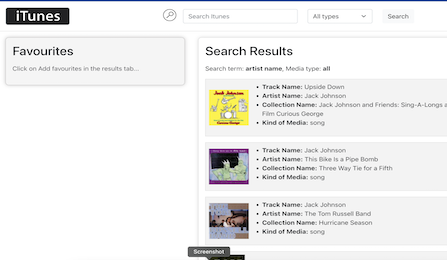 iTunes
Search Itunes
All types
Search
Favourites
Click on Add favourites in the results tab...
Search Results
Search term: artist name, Media type: all
Track Name: Upside Down
Artist Name: Jack Johnson
Collection Name: Jack Johnson and Friends: Sing-A-Longs a
Film Curious George
Kind of Media: song
Track Name: Jack Johnson
Artist Name: This Bike Is a Pipe Bomb
Collection Name: Three Way Tie for a Fifth
Kind of Media: song
Track Name: Jack Johnson
Artist Name: The Tom Russell Band
Collection Name: Hurricane Season
Kind of Media: song
Screenshot